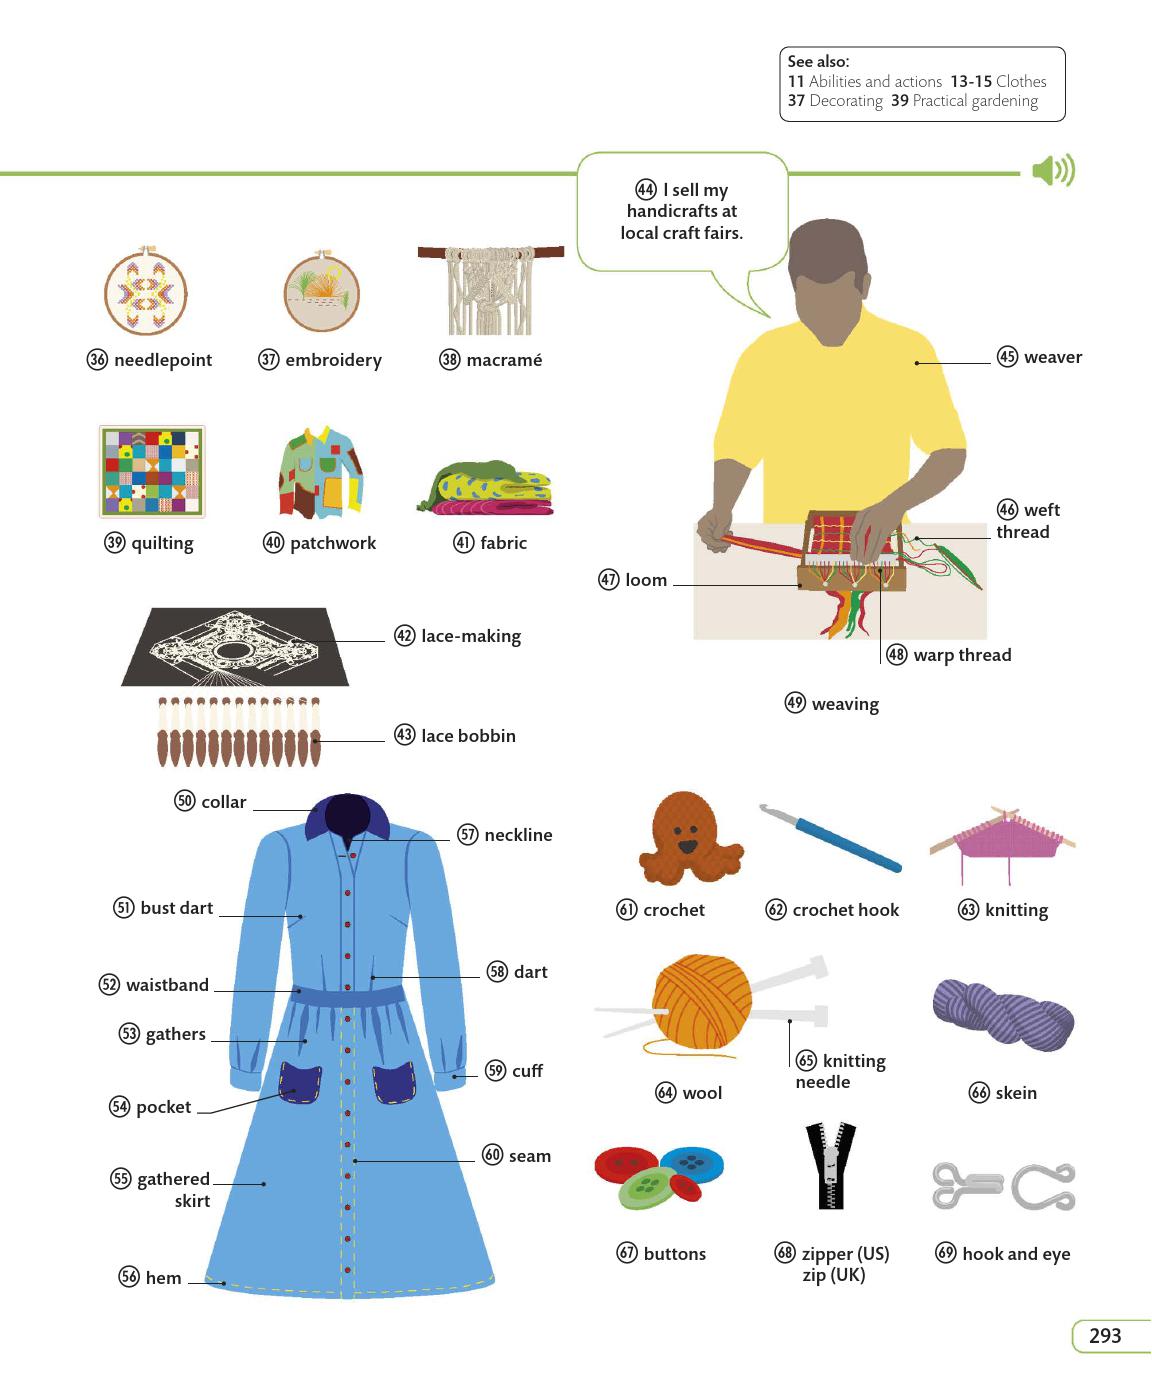 See also:
11 Abilities and actions 13-15 Clothes
37 Decorating 39 Practical gardening
44 I sell my
handicrafts at
local craft fairs.
36 needlepoint
37 embroidery
38 macramé
45 weaver
39 quilting
40 patchwork
41 fabric
46 weft
thread
47 loom
42 lace-making
48 warp thread
49 weaving
43 lace bobbin
50 collar
57 neckline
51 bust dart
58 dart
52 waistband
53 gathers
59 cuff
54 pocket
60 seam
55 gathered
skirt
56 hem
61 crochet
62 crochet hook
63 knitting
65 knitting
needle
64 wool
66 skein
67 buttons
68 zipper (US)
zip (UK)
69 hook and eye
293